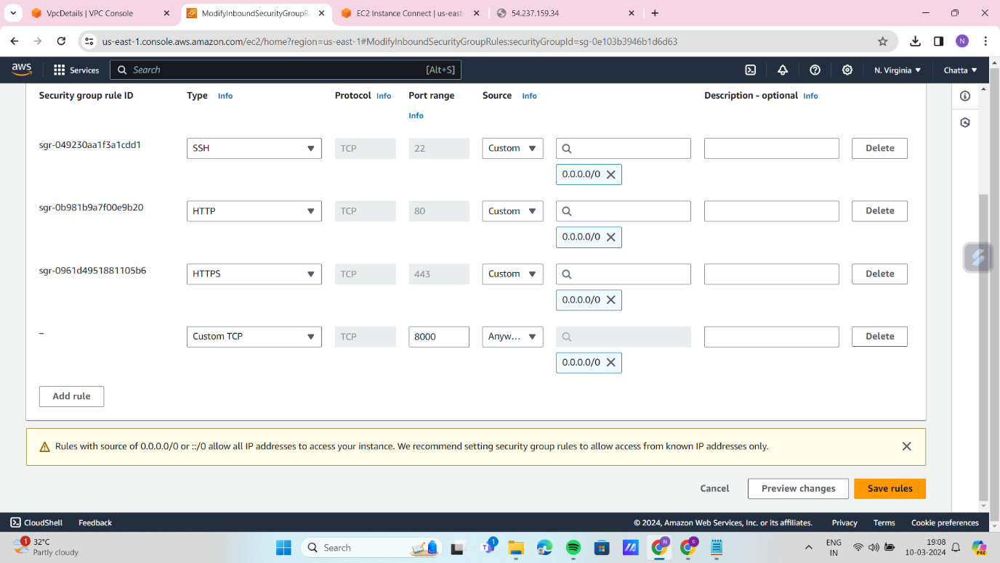 VpcDetails | VPC Console
ModifyInboundSecurityGroupR
EC2 Instance Connect | us-east-
54.237.159.34
us-east-1.console.aws.amazon.com/ec2/home?region=us-east-1#ModifyInboundSecurityGroupRules:securityGroupId=sg-0e103b3946b1d6d63
N
aws
Services
Search
[Alt+S]
N. Virginia
Chatta
Security group rule ID
Type Info
Protocol Info
Port range
Info
Source Info
Description - optional Info
sgr-049230aa1f3a1cdd1
SSH
TCP
22
Custom
0.0.0.0/0
Delete
sgr-0b981b9a7f00e9b20
HTTP
TCP
80
Custom
0.0.0.0/0
Delete
sgr-0961d4951881105b6
HTTPS
TCP
443
Custom
0.0.0.0/0
Delete
–
Custom TCP
TCP
8000
Anyw...
0.0.0.0/0
Delete
Add rule
Rules with source of 0.0.0.0/0 or ::/0 allow all IP addresses to access your instance. We recommend setting security group rules to allow access from known IP addresses only.
Cancel
Preview changes
Save rules
CloudShell
Feedback
© 2024, Amazon Web Services, Inc. or its affiliates.
Privacy
Terms
Cookie preferences
1
32°C
Partly cloudy
Search
1
N
C
ENG
IN
19:08
10-03-2024
PRE